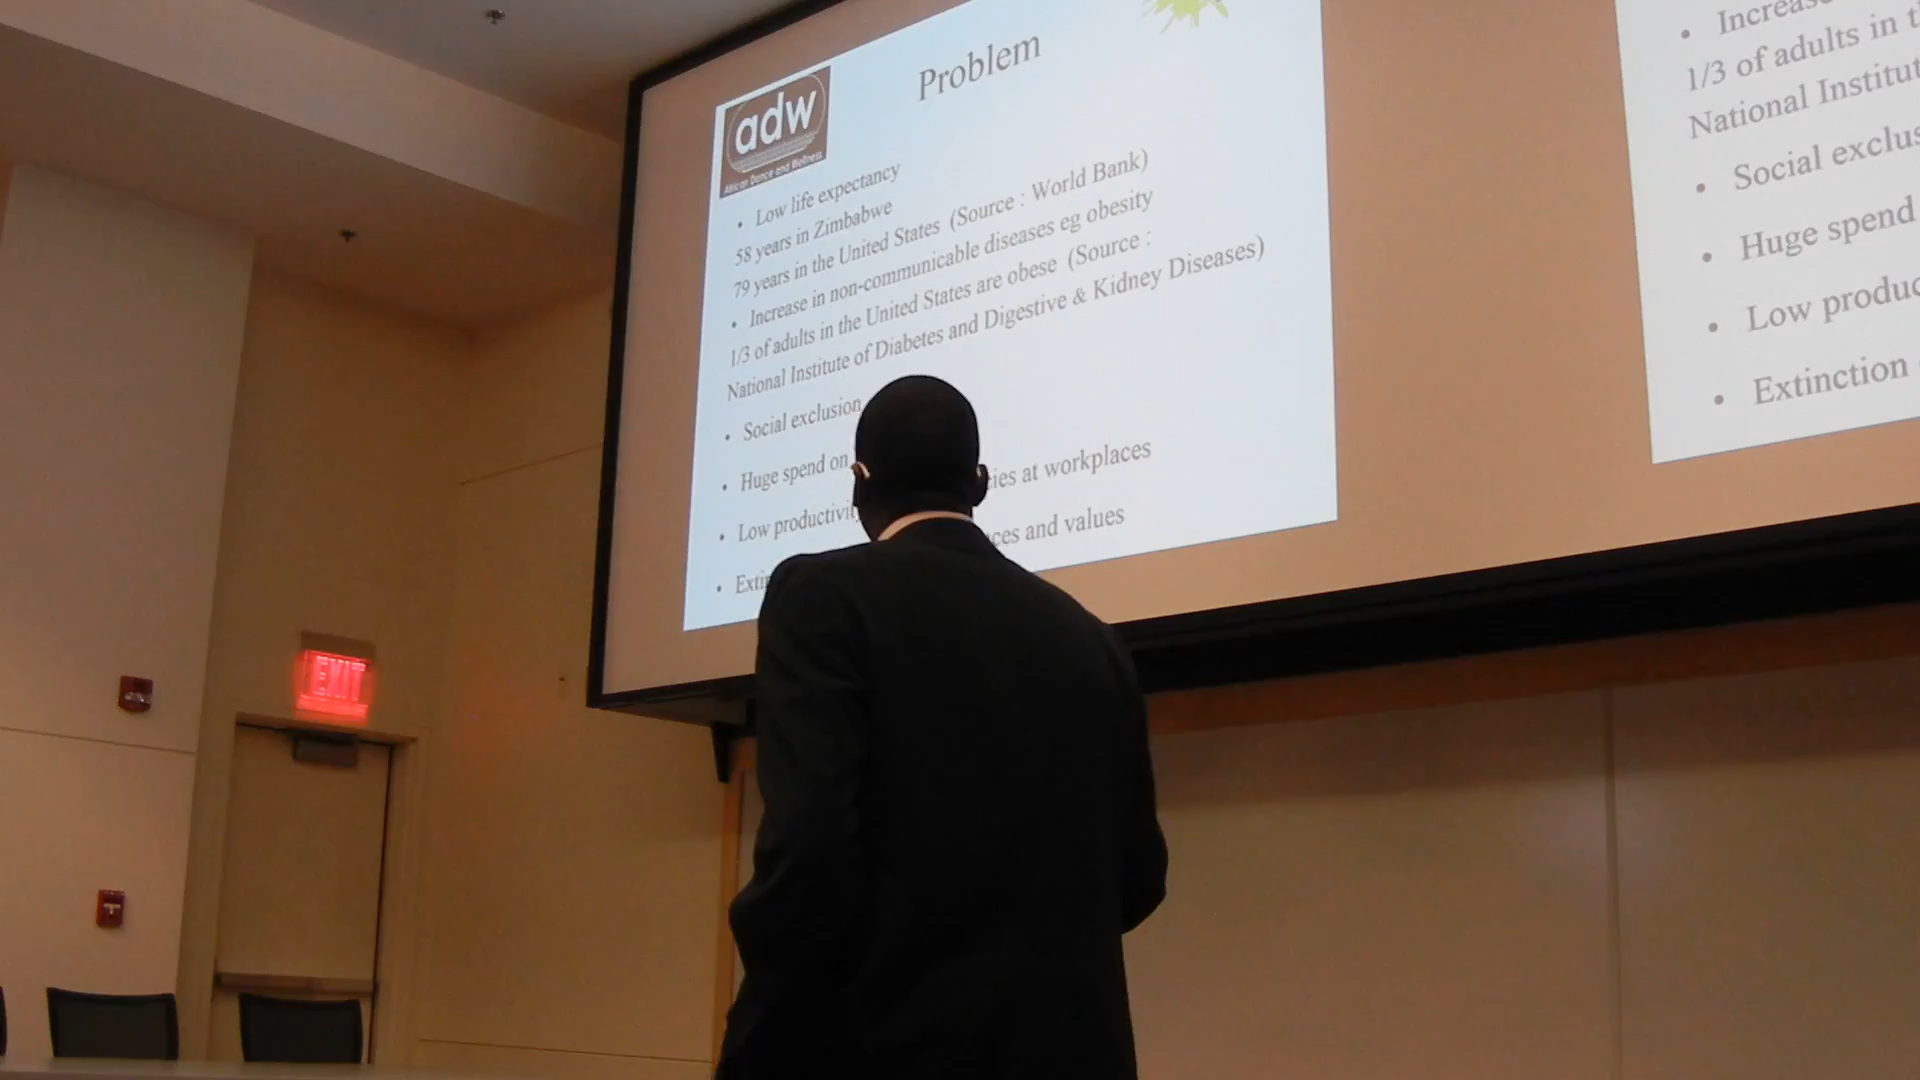 Problem
adw
African Dance and Wellness
• Low life expectancy
58 years in Zimbabwe
79 years in the United States (Source : World Bank)
• Increase in non-communicable diseases eg obesity
1/3 of adults in the United States are obese (Source :
National Institute of Diabetes and Digestive & Kidney Diseases)
• Social exclusion
• Huge spend on
• Low productivity ties at workplaces
• Exti ces and values
EXIT
• Increas
1/3 of adults in t
National Institut
• Social exclus
• Huge spend
• Low produc
• Extinction